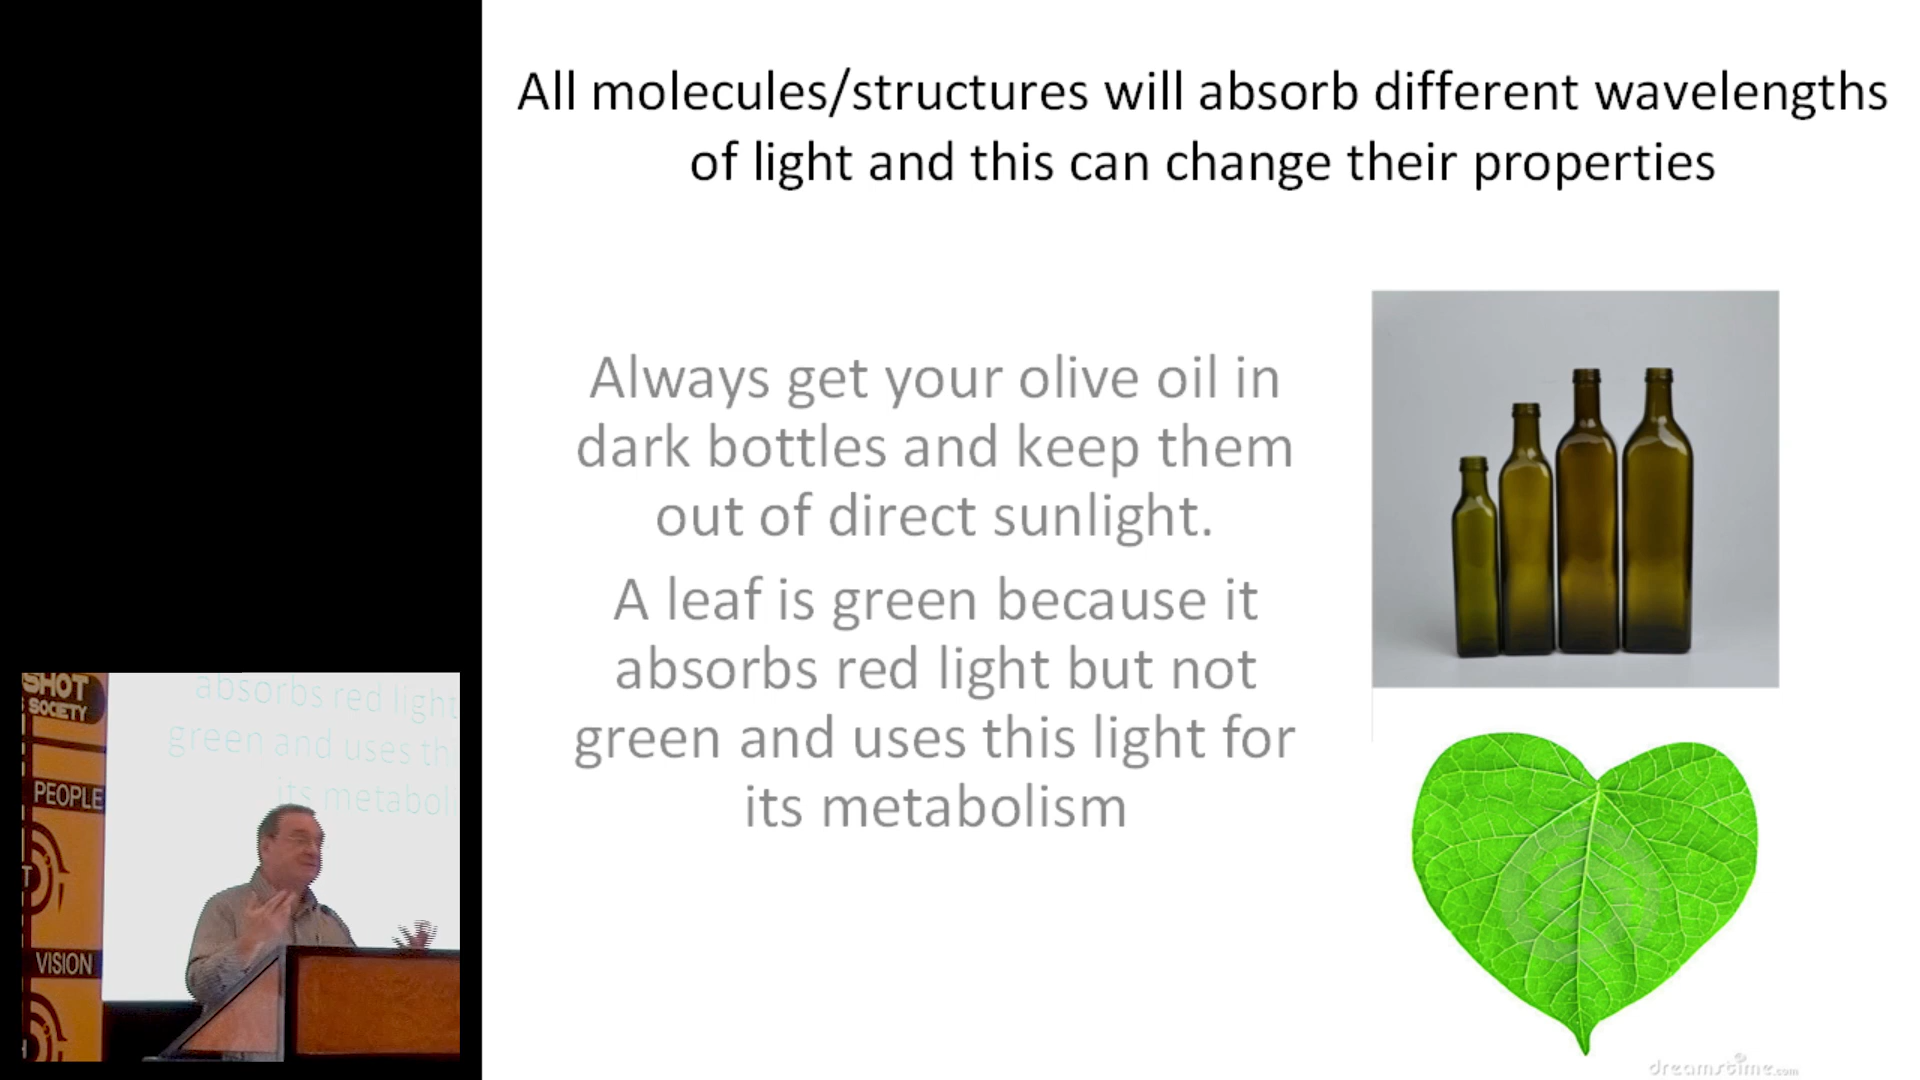 All molecules/structures will absorb different wavelengths
of light and this can change their properties
Always get your olive oil in
dark bottles and keep them
out of direct sunlight.
A leaf is green because it
absorbs red light but not
green and uses this light for
its metabolism
dreamstime.com
SHOT
SOCIETY
PEOPLE
VISION
absorbs red light
green and uses thi
its metaboli